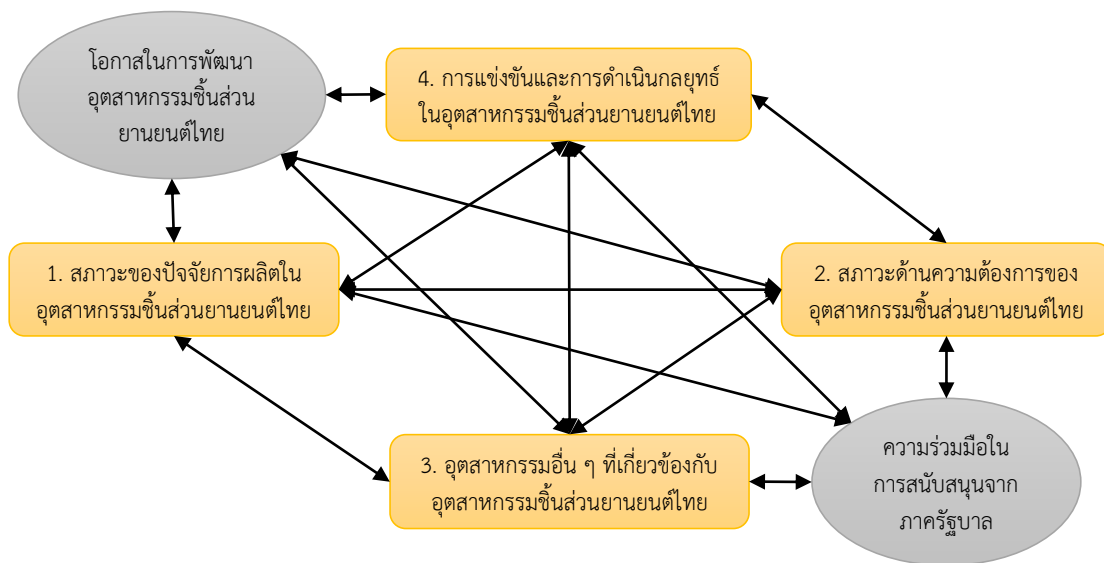 โอกาสในการพัฒนา
อุตสาหกรรมชิ้นส่วน
ยานยนต์ไทย
4. การแข่งขันและการดำเนินกลยุทธ์
ในอุตสาหกรรมชิ้นส่วนยานยนต์ไทย
1. สภาวะของปัจจัยการผลิตใน
อุตสาหกรรมชิ้นส่วนยานยนต์ไทย
2. สภาวะด้านความต้องการของ
อุตสาหกรรมชิ้นส่วนยานยนต์ไทย
3. อุตสาหกรรมอื่น ๆ ที่เกี่ยวข้องกับ
อุตสาหกรรมชิ้นส่วนยานยนต์ไทย
ความร่วมมือใน
การสนับสนุนจาก
ภาครัฐบาล